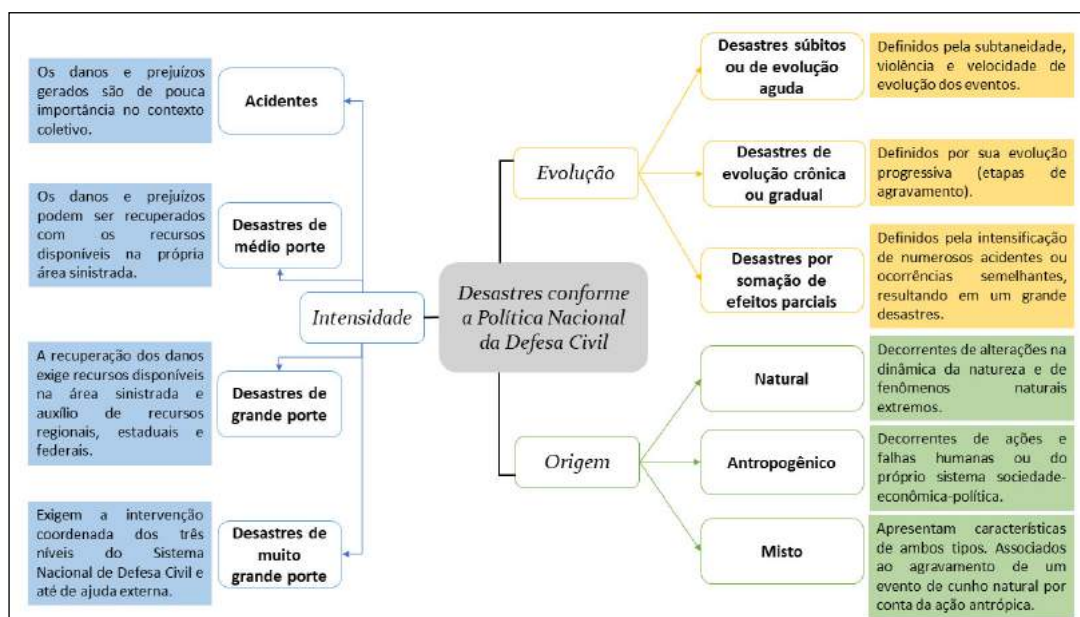 Desastres conforme
a Política Nacional
da Defesa Civil
Intensidade
Acidentes
Os danos e prejuízos
gerados são de pouca
importância no contexto
coletivo.
Desastres de
médio porte
Os danos e prejuízos
podem ser recuperados
com os recursos
disponíveis na própria
área sinistrada.
Desastres de
grande porte
A recuperação dos danos
exige recursos disponíveis
na área sinistrada e
auxílio de recursos
regionais, estaduais e
federais.
Desastres de
muito
grande porte
Exigem a intervenção
coordenada dos três
níveis do Sistema
Nacional de Defesa Civil e
até de ajuda externa.
Evolução
Desastres súbitos
ou de evolução
aguda
Definidos pela subtaneidade,
violência e velocidade de
evolução dos eventos.
Desastres de
evolução crônica
ou gradual
Definidos por sua evolução
progressiva (etapas de
agravamento).
Desastres por
somação de
efeitos parciais
Definidos pela intensificação
de numerosos acidentes ou
ocorrências semelhantes,
resultando em um grande
desastres.
Origem
Natural
Decorrentes de alterações na
dinâmica da natureza e de
fenômenos naturais
extremos.
Antropogênico
Decorrentes de ações e
falhas humanas ou do
próprio sistema sociedade-
econômica-política.
Misto
Apresentam características
de ambos tipos. Associados
ao agravamento de um
evento de cunho natural por
conta da ação antrópica.